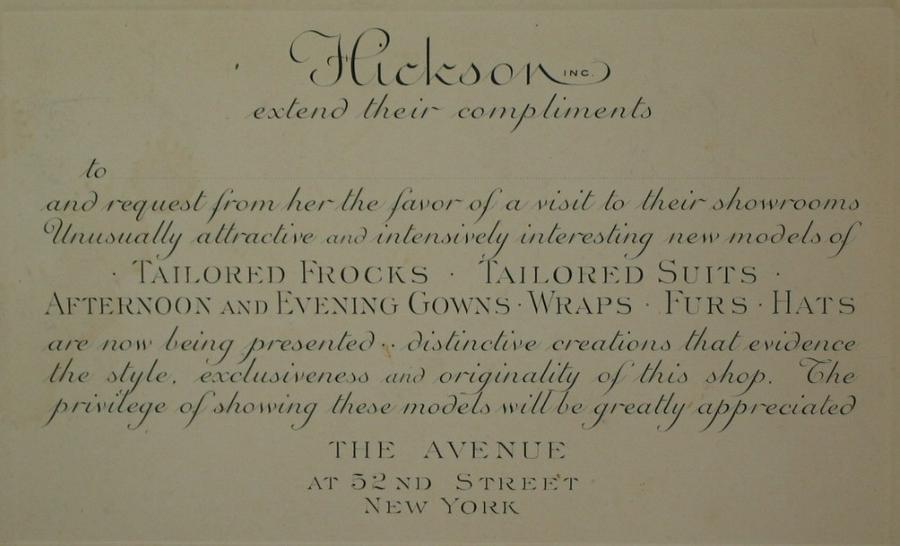 Hickson INC.
extend their compliments
to
and request from her the favor of a visit to their showrooms
Unusually attractive and intensively interesting new models of
· TAILORED FROCKS · TAILORED SUITS ·
AFTERNOON AND EVENING GOWNS · WRAPS · FURS · HATS
are now being presented · · distinctive creations that evidence
the style, exclusiveness and originality of this shop. The
privilege of showing these models will be greatly appreciated
THE AVENUE
AT 52ND STREET
NEW YORK